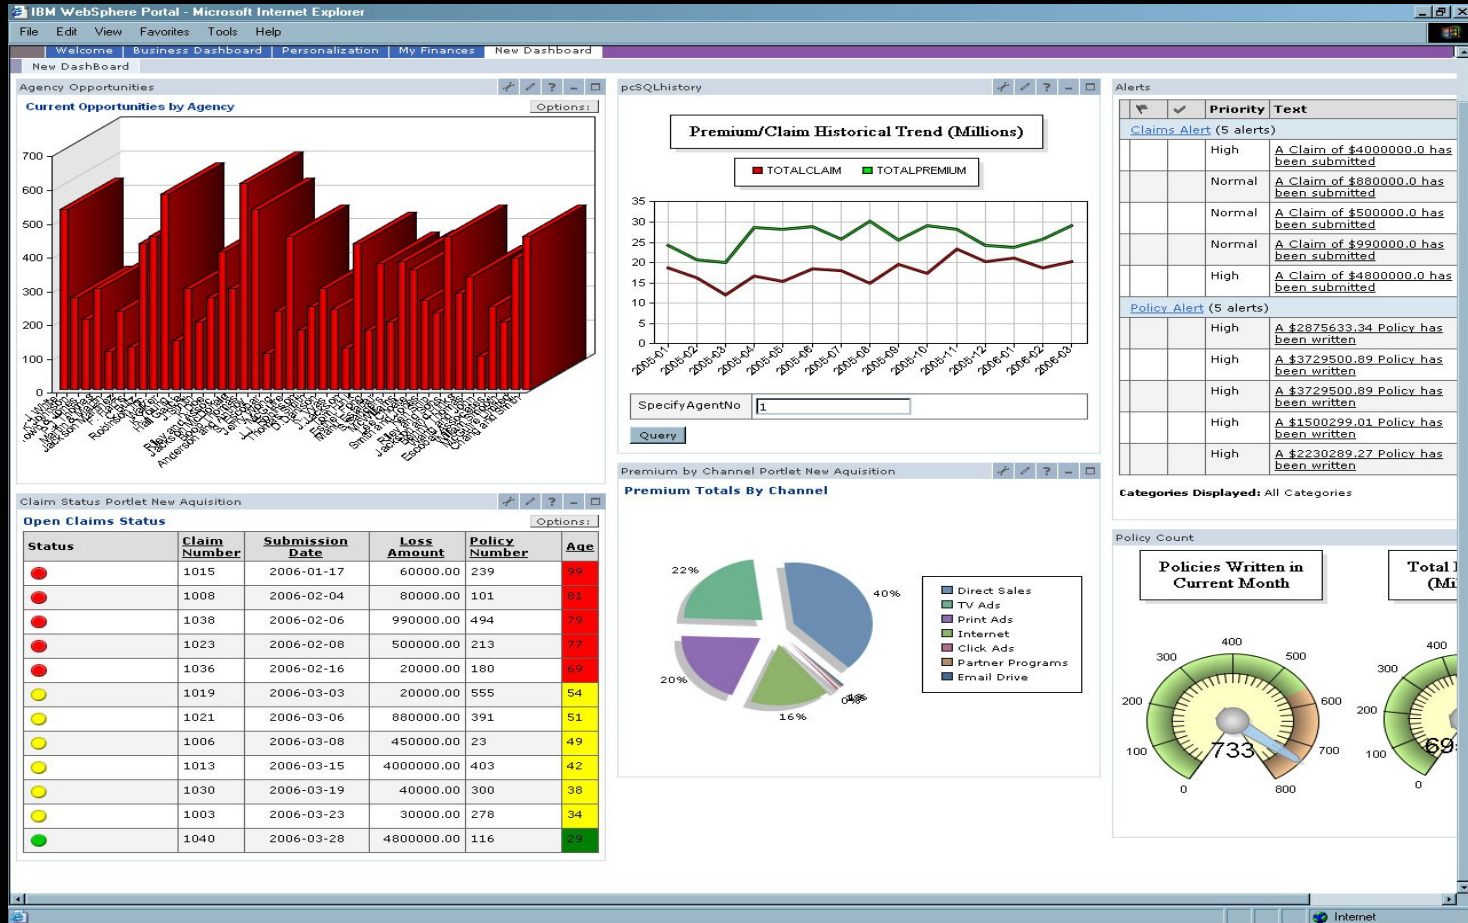 IBM WebSphere Portal - Microsoft Internet Explorer
File Edit View Favorites Tools Help
Welcome Business Dashboard Personalization My Finances New Dashboard
New DashBoard
Agency Opportunities
Current Opportunities by Agency
Options:
700
600
500
400
300
200
100
0
pcSQLhistory
Premium/Claim Historical Trend (Millions)
TOTALCLAIM TOTALPREMIUM
35
30
25
20
15
10
5
0
2005-01 2005-02 2005-03 2005-04 2005-05 2005-06 2005-07 2005-08 2005-09 2005-10 2005-11 2005-12 2006-01 2006-02 2006-03
SpecifyAgentNo 1
Query
Alerts
Priority Text
Claims Alert (5 alerts)
High A Claim of $4000000.0 has
been submitted
Normal A Claim of $880000.0 has
been submitted
Normal A Claim of $500000.0 has
been submitted
Normal A Claim of $990000.0 has
been submitted
High A Claim of $4800000.0 has
been submitted
Policy Alert (5 alerts)
High A $2875633.34 Policy has
been written
High A $3729500.89 Policy has
been written
High A $3729500.89 Policy has
been written
High A $1500299.01 Policy has
been written
High A $2230289.27 Policy has
been written
Categories Displayed: All Categories
Claim Status Portlet New Aquisition
Open Claims Status
Options:
Status Claim Number Submission Date Loss Amount Policy Number Age
1015 2006-01-17 60000.00 239 99
1008 2006-02-04 80000.00 101 81
1038 2006-02-06 990000.00 494 79
1023 2006-02-08 500000.00 213 77
1036 2006-02-16 20000.00 180 69
1019 2006-03-03 20000.00 555 54
1021 2006-03-06 880000.00 391 51
1006 2006-03-08 450000.00 23 49
1013 2006-03-15 4000000.00 403 42
1030 2006-03-19 40000.00 300 38
1003 2006-03-23 30000.00 278 34
1040 2006-03-28 4800000.00 116 29
Premium by Channel Portlet New Aquisition
Premium Totals By Channel
22%
40%
20%
16%
Direct Sales
TV Ads
Print Ads
Internet
Click Ads
Partner Programs
Email Drive
Policy Count
Policies Written in
Current Month
0 100 200 300 400 500 600 700 800
733
Total
0 100 200 300 400
Internet